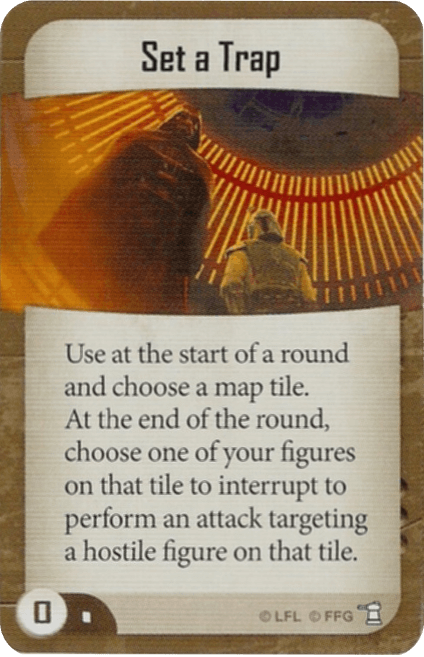 Set a Trap
Use at the start of a round
and choose a map tile.
At the end of the round,
choose one of your figures
on that tile to interrupt to
perform an attack targeting
a hostile figure on that tile.
0
© LFL © FFG